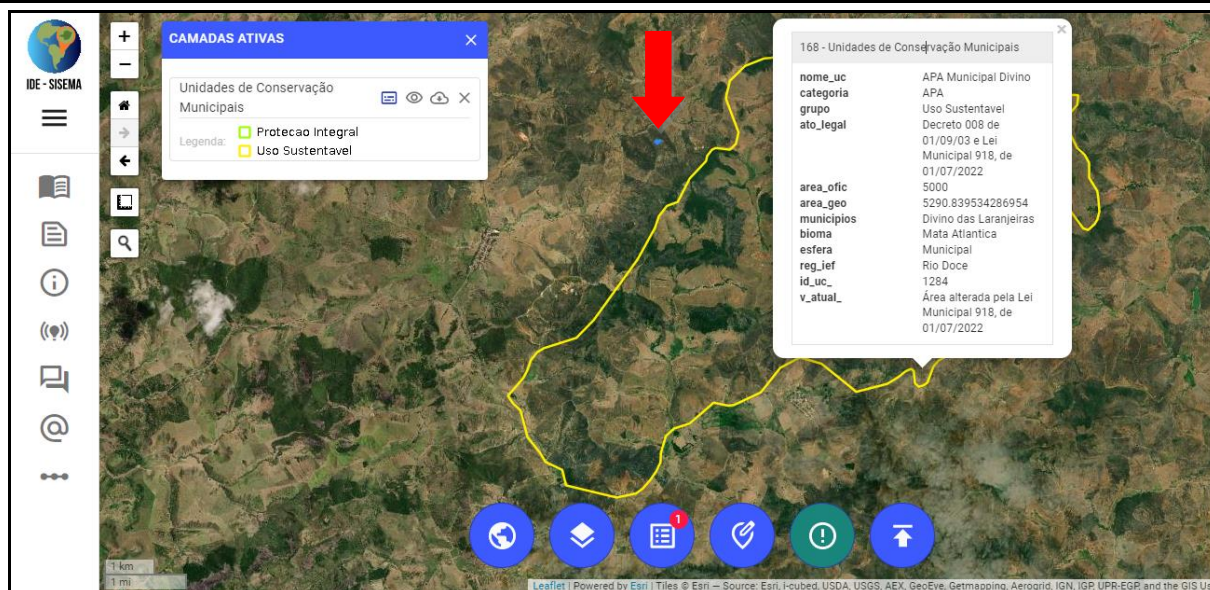 IDE - SISEMA
+
−
CAMADAS ATIVAS
Unidades de Conservação
Municipais
Legenda:
Protecao Integral
Uso Sustentavel
168 - Unidades de Conservação Municipais
nome_uc APA Municipal Divino
categoria APA
grupo Uso Sustentavel
ato_legal Decreto 008 de
01/09/03 e Lei
Municipal 918, de
01/07/2022
area_ofic 5000
area_geo 5290.839534286954
municipios Divino das Laranjeiras
bioma Mata Atlantica
esfera Municipal
reg_ief Rio Doce
id_uc_ 1284
v_atual_ Área alterada pela Lei
Municipal 918, de
01/07/2022
1
1 km
1 mi
Leaflet | Powered by Esri | Tiles © Esri — Source: Esri, i-cubed, USDA, USGS, AEX, GeoEye, Getmapping, Aerogrid, IGN, IGP, UPR-EGP, and the GIS U